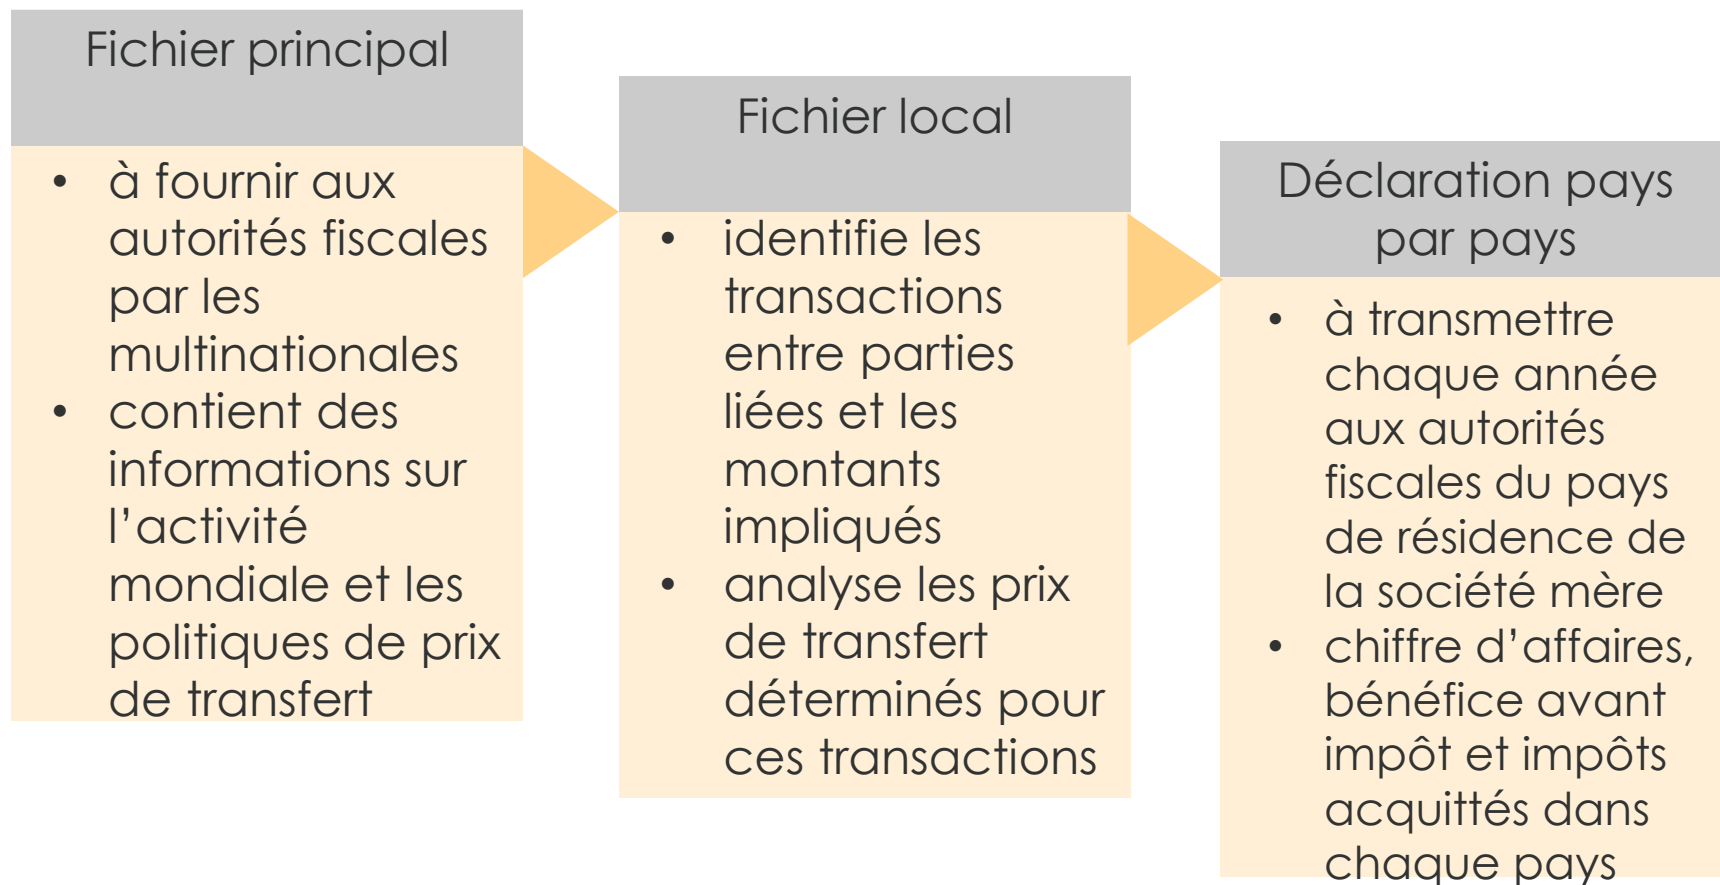 Fichier principal
• à fournir aux
autorités fiscales
par les
multinationales
• contient des
informations sur
l’activité
mondiale et les
politiques de prix
de transfert
Fichier local
• identifie les
transactions
entre parties
liées et les
montants
impliqués
• analyse les prix
de transfert
déterminés pour
ces transactions
Déclaration pays
par pays
• à transmettre
chaque année
aux autorités
fiscales du pays
de résidence de
la société mère
• chiffre d’affaires,
bénéfice avant
impôt et impôts
acquittés dans
chaque pays